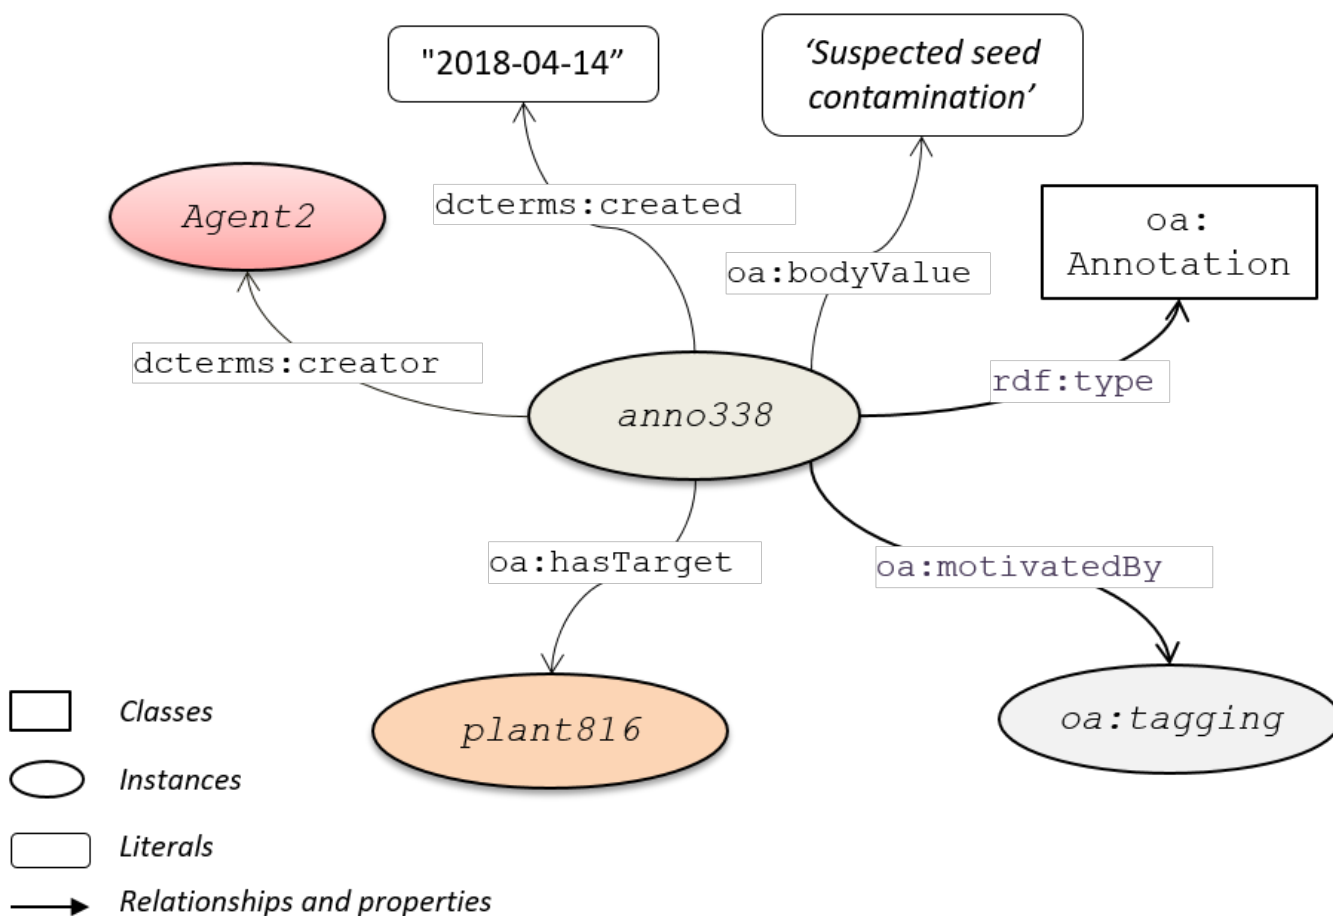 "2018-04-14”
‘Suspected seed
contamination’
Agent2
dcterms:created
oa:
Annotation
oa:bodyValue
dcterms:creator
rdf:type
anno338
oa:hasTarget
oa:motivatedBy
plant816
oa:tagging
Classes
Instances
Literals
Relationships and properties